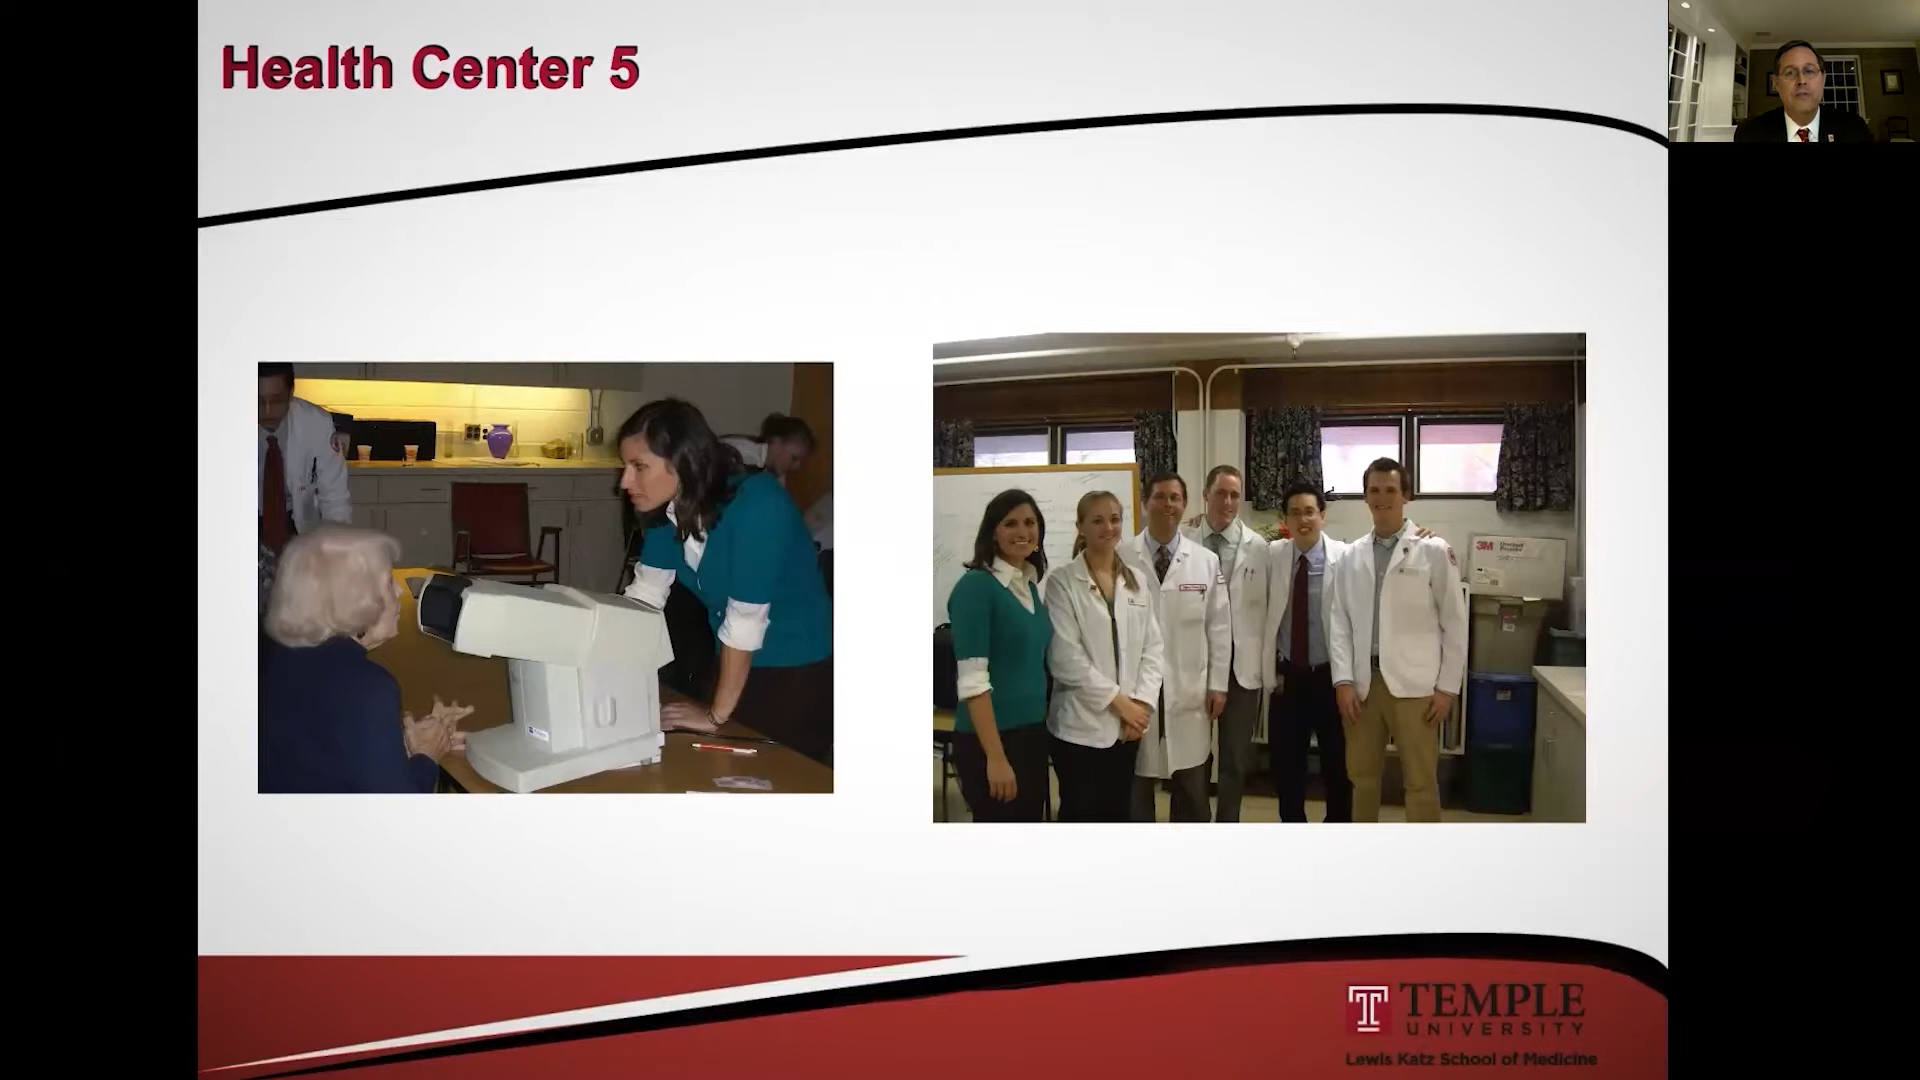 Health Center 5
3M
TEMPLE
UNIVERSITY
Lewis Katz School of Medicine